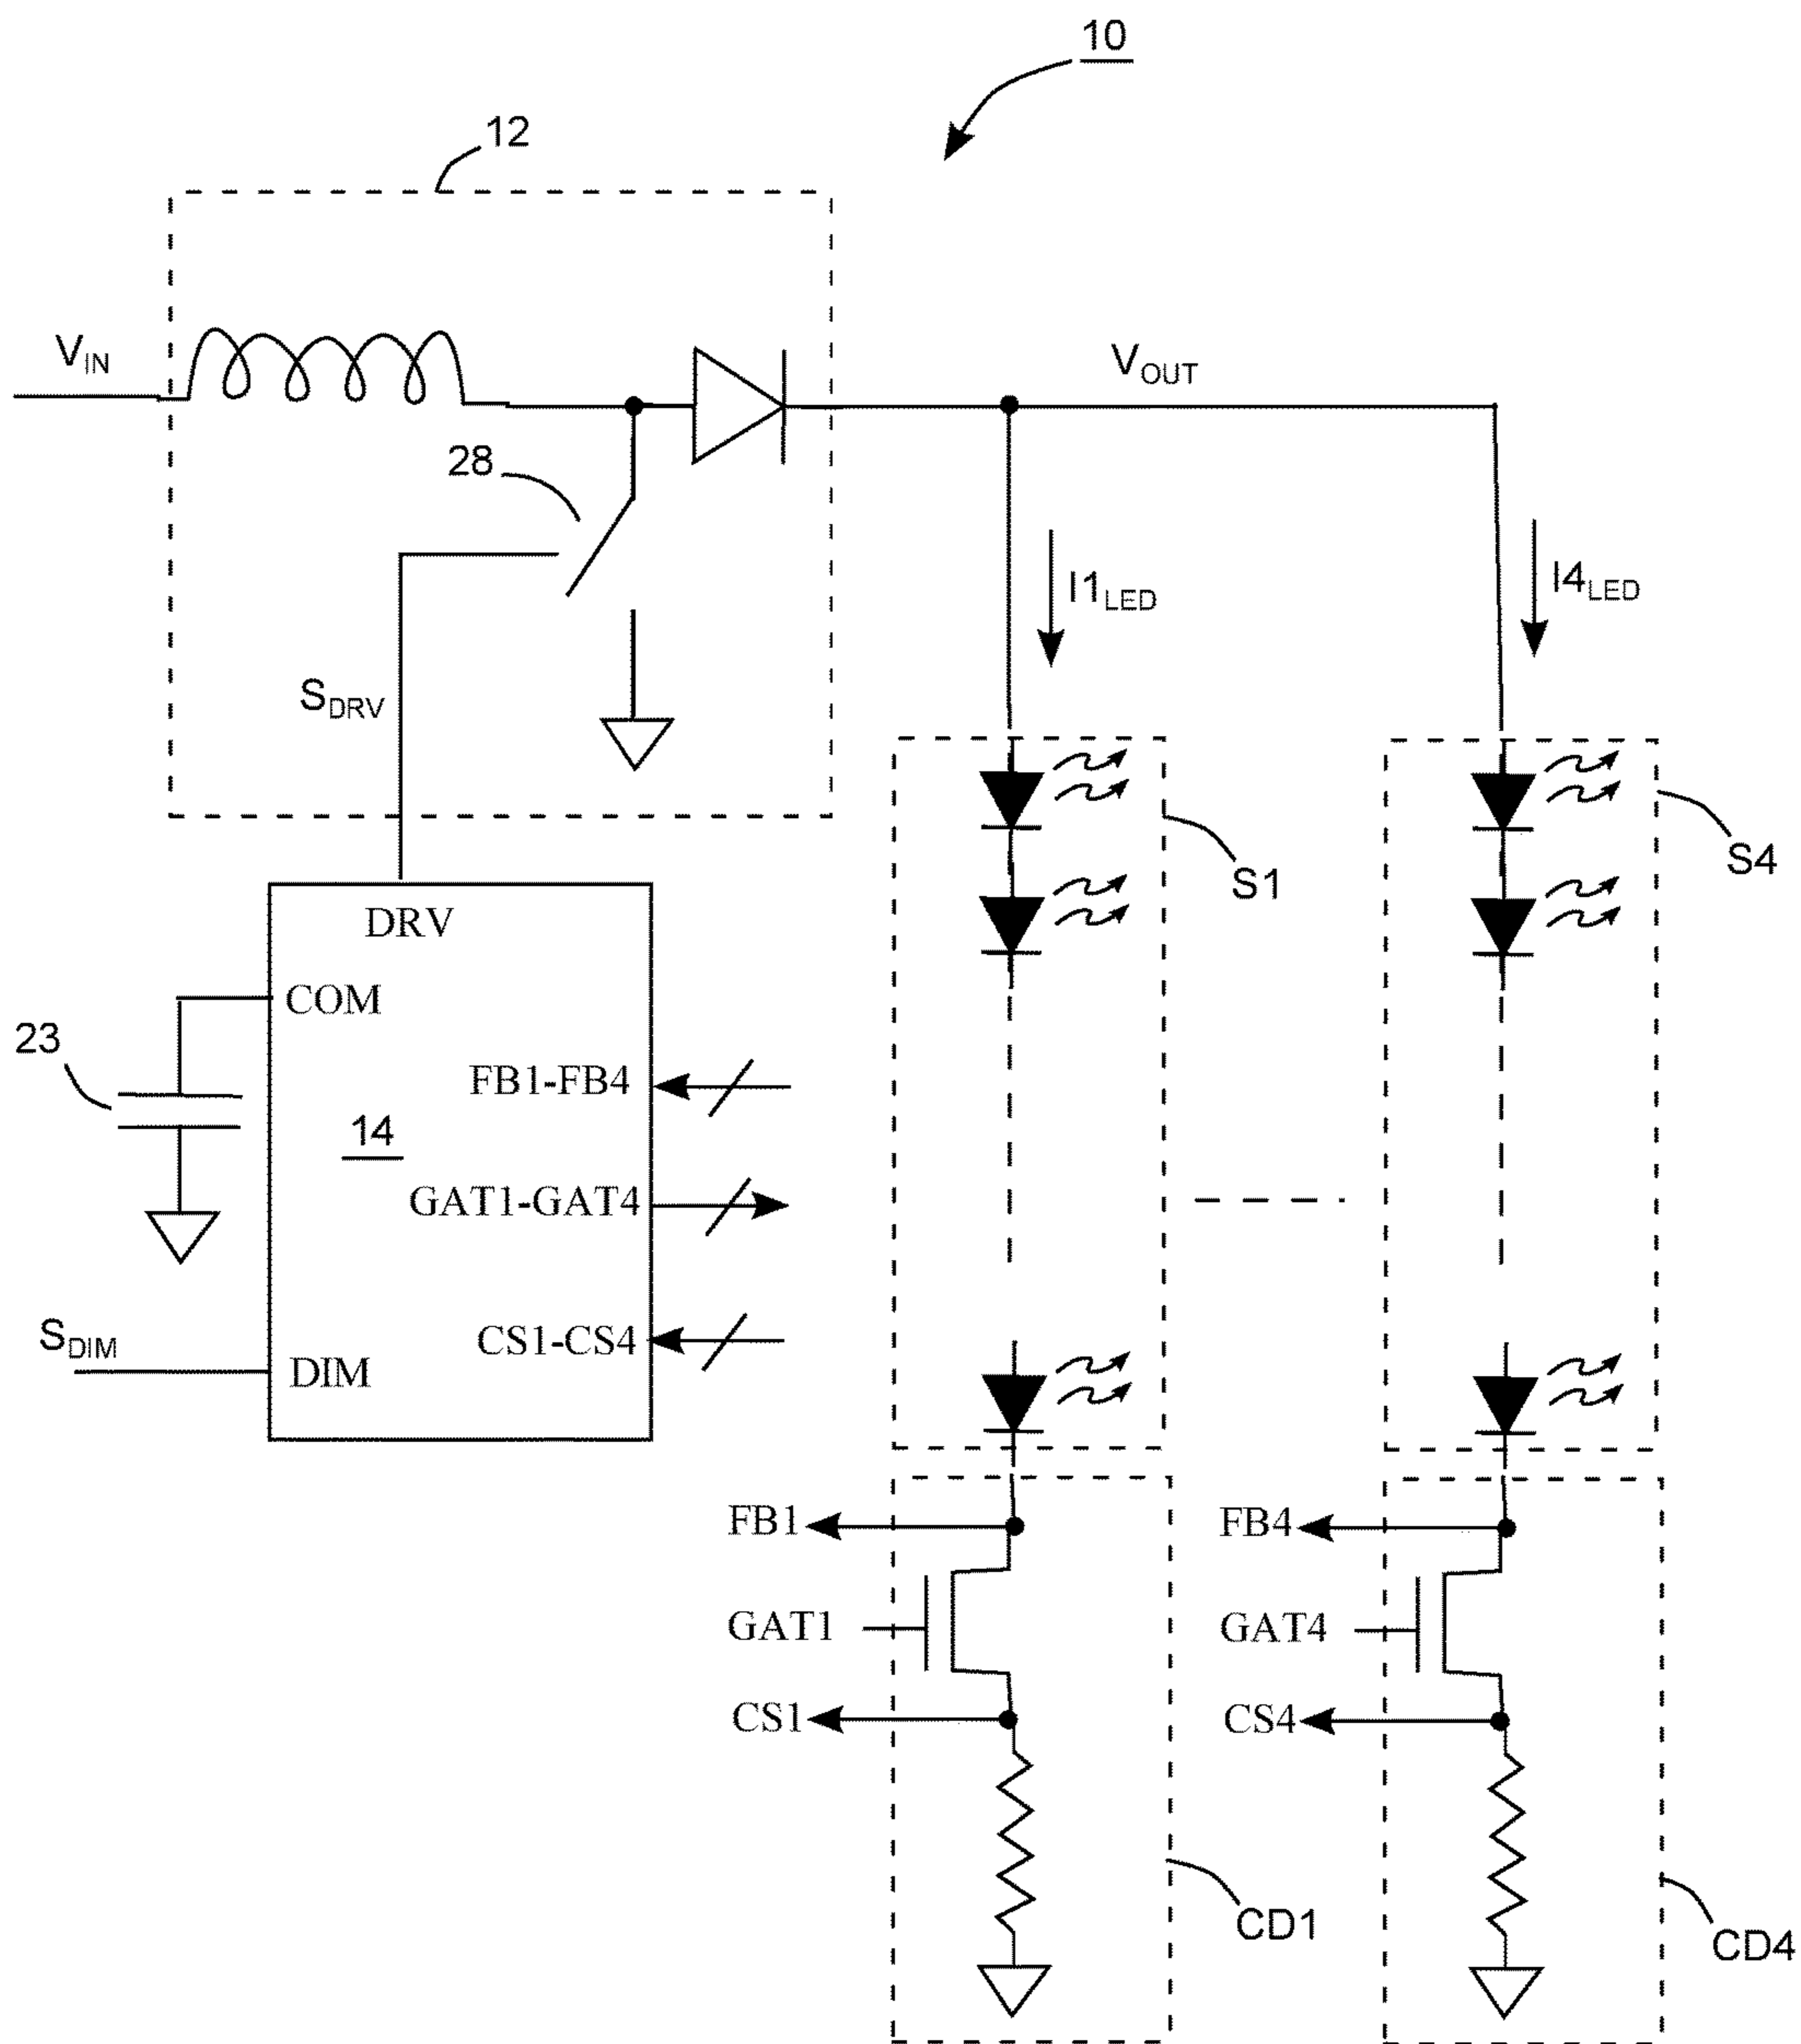 10
12
V_IN
V_OUT
28
I1_LED
I4_LED
S_DRV
S1
S4
DRV
COM
23
FB1-FB4
14
GAT1-GAT4
S_DIM
CS1-CS4
DIM
FB1
FB4
GAT1
GAT4
CS1
CS4
CD1
CD4